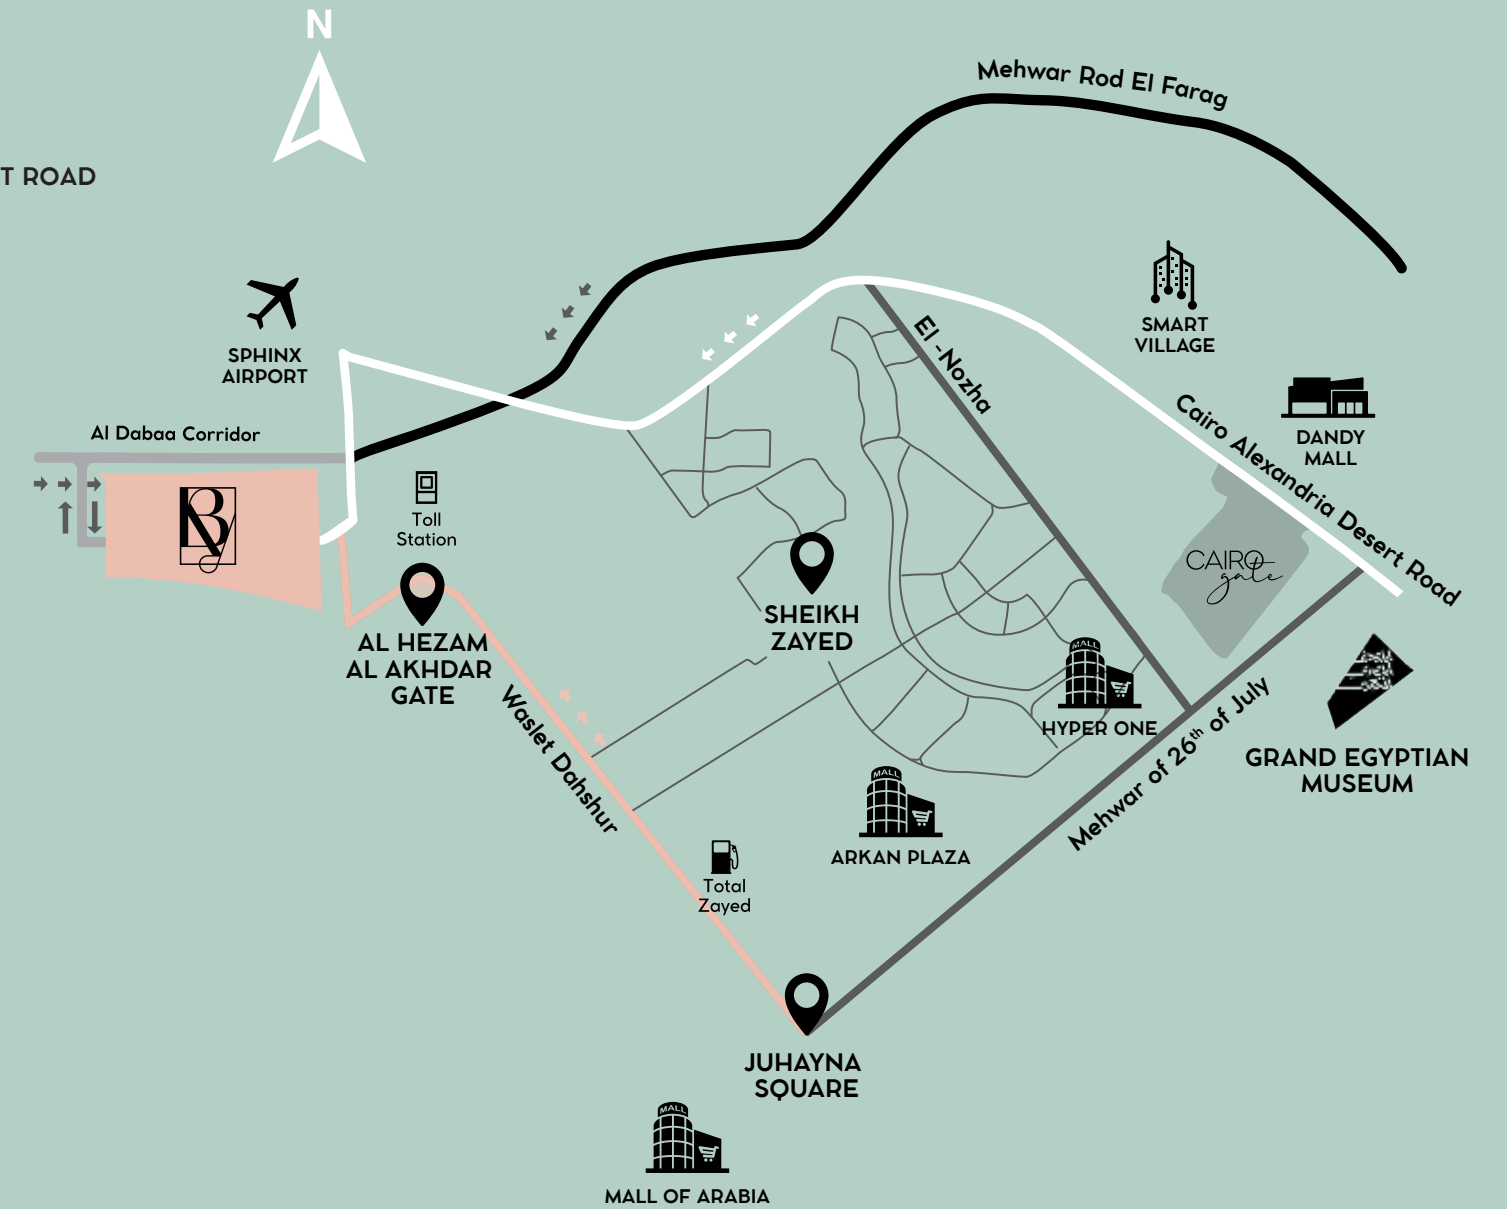 N
Mehwar Rod El Farag
T ROAD
SPHINX
AIRPORT
SMART
VILLAGE
El -Nozha
Cairo Alexandria Desert Road
DANDY
MALL
Al Dabaa Corridor
Toll
Station
CAIRO
gate
SHEIKH
ZAYED
AL HEZAM
AL AKHDAR
GATE
MALL
HYPER ONE
Waslet Dahshur
Mehwar of 26th of July
GRAND EGYPTIAN
MUSEUM
MALL
ARKAN PLAZA
Total
Zayed
JUHAYNA
SQUARE
MALL
MALL OF ARABIA